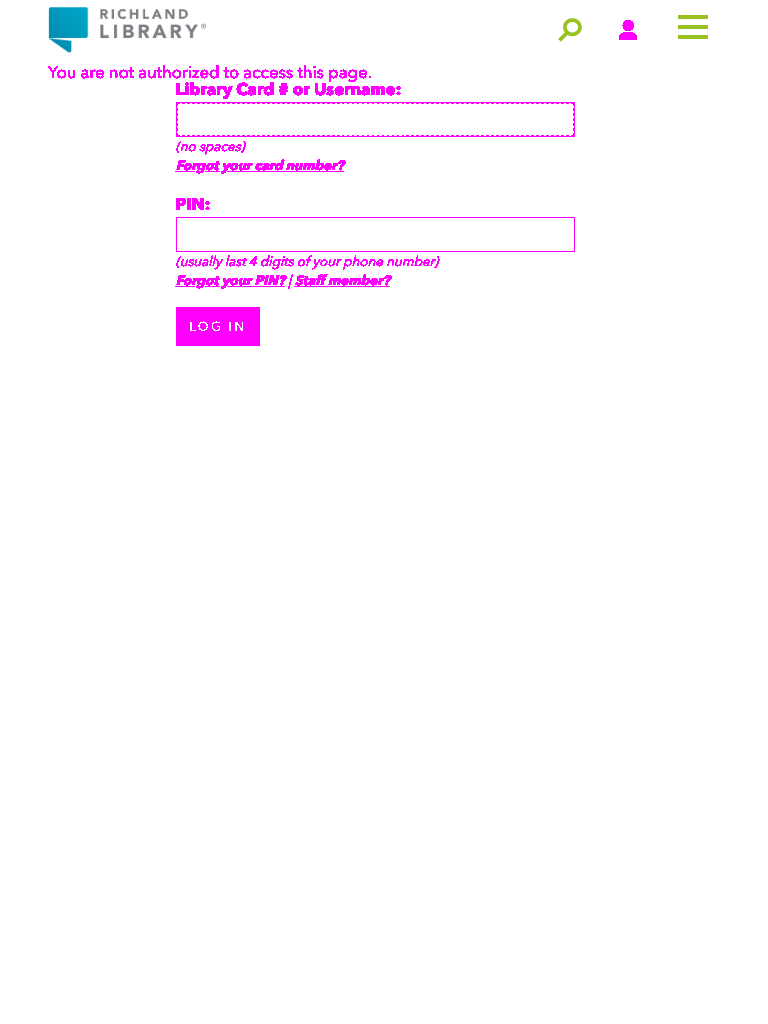 RICHLAND
LIBRARY®
You are not authorized to access this page.
Library Card # or Username:
(no spaces)
Forgot your card number?
PIN:
(usually last 4 digits of your phone number)
Forgot your PIN? | Staff member?
LOG IN